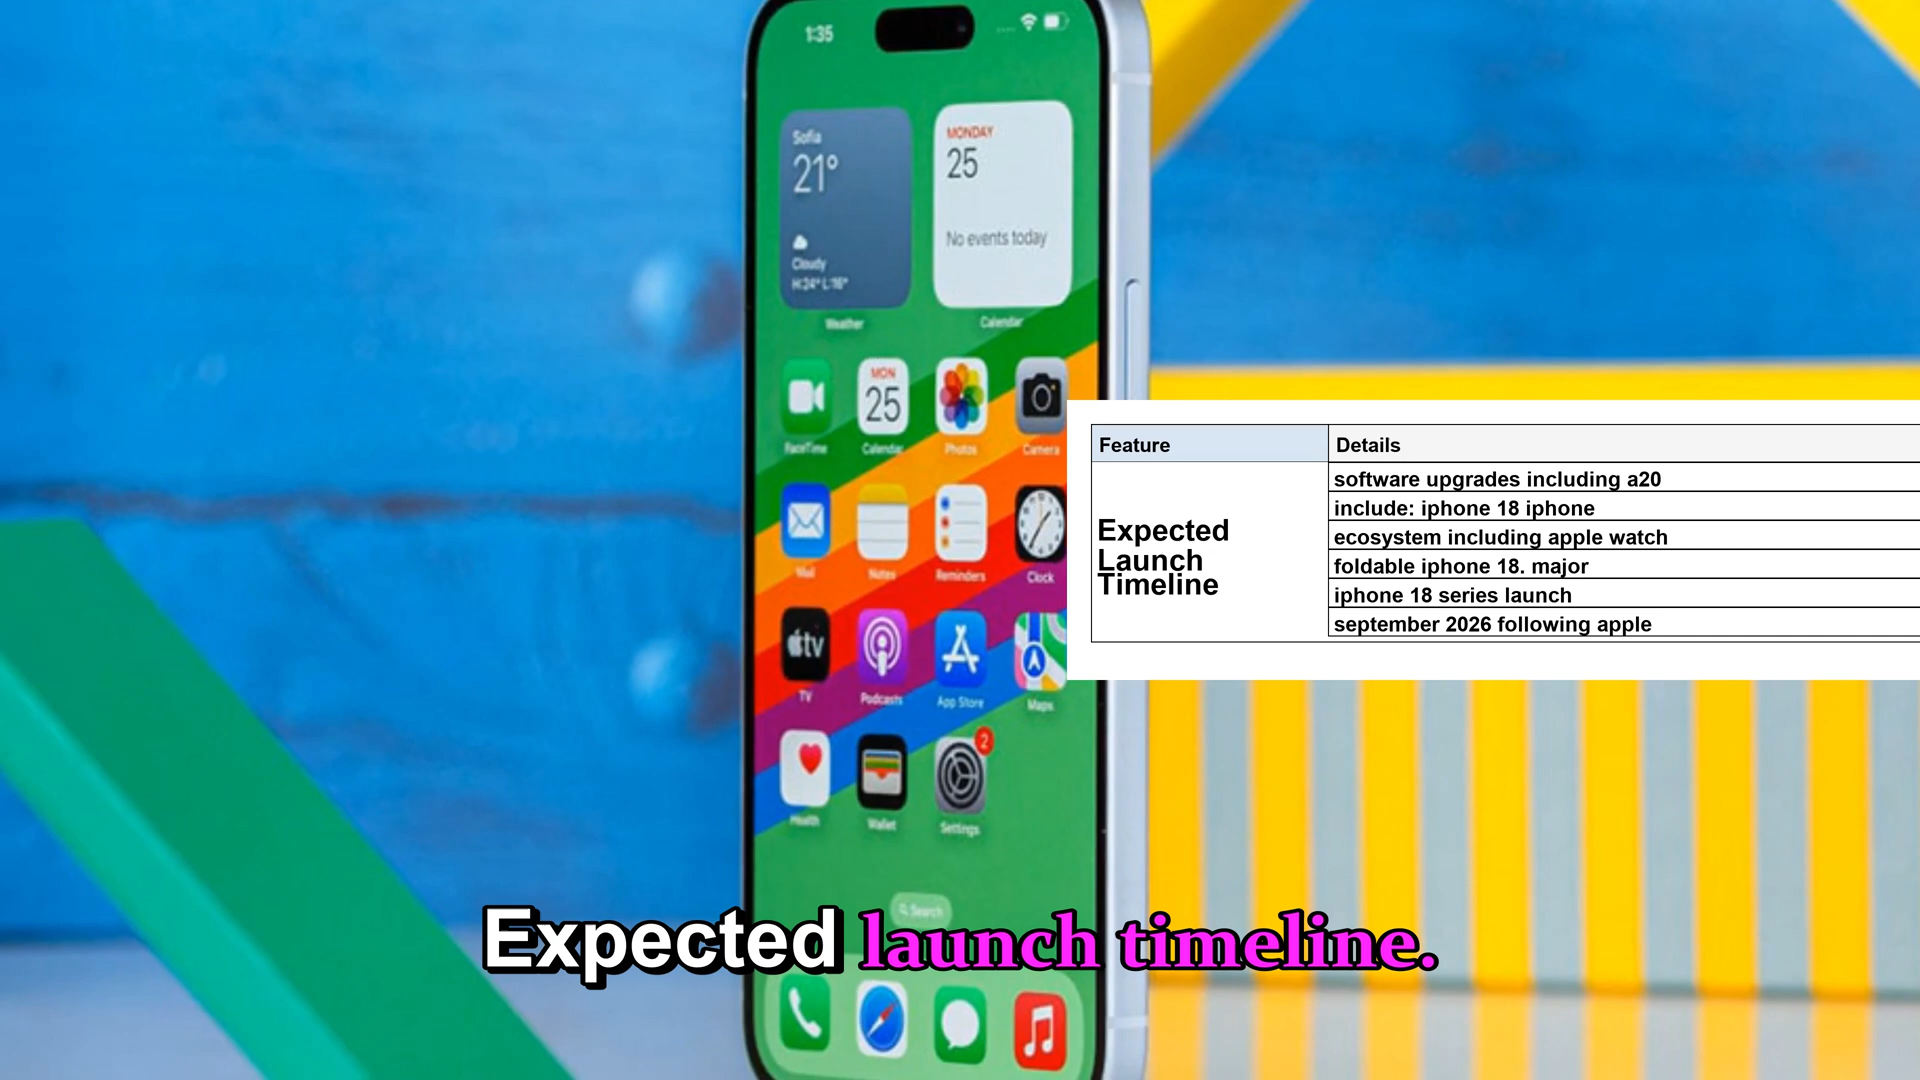 1:35
Sofia
21°
Cloudy
H:24° L:16°
Weather
MONDAY
25
No events today
Calendar
MON
25
FaceTime
Calendar
Photos
Camera
Mail
Notes
Reminders
Clock
tv
TV
Podcasts
App Store
Maps
2
Health
Wallet
Settings
Search
Feature
Details
Expected
Launch
Timeline
software upgrades including a20
include: iphone 18 iphone
ecosystem including apple watch
foldable iphone 18. major
iphone 18 series launch
september 2026 following apple
Expected launch timeline.